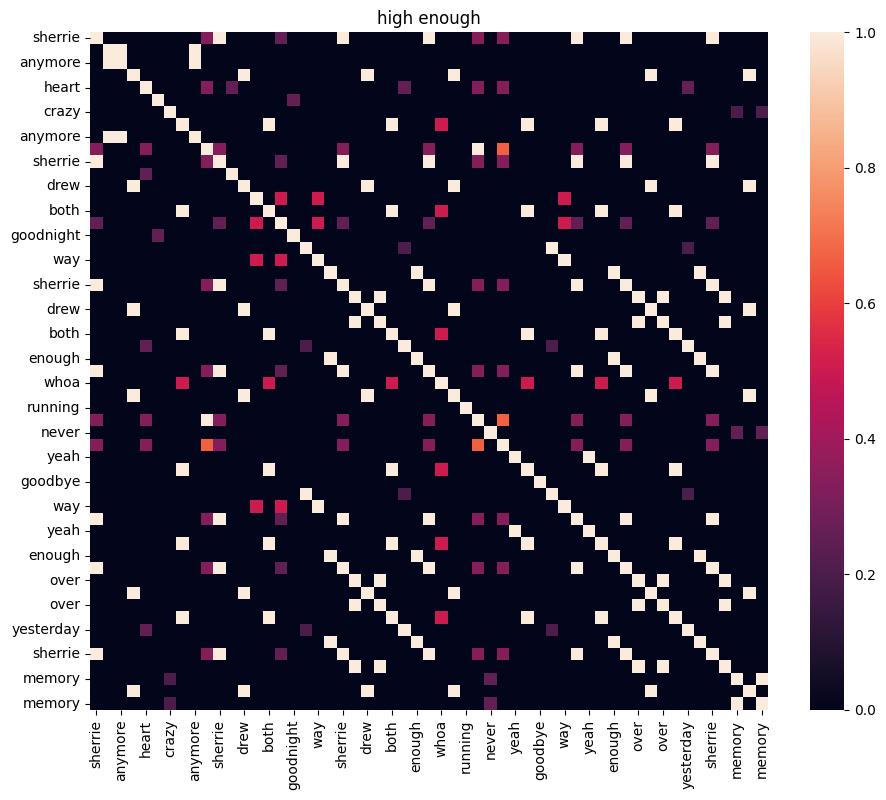 high enough
sherrie
anymore
heart
crazy
anymore
sherrie
drew
both
goodnight
way
sherrie
drew
both
enough
whoa
running
never
yeah
goodbye
way
yeah
enough
over
over
yesterday
sherrie
memory
memory
sherrie
anymore
heart
crazy
anymore
sherrie
drew
both
goodnight
way
sherrie
drew
both
enough
whoa
running
never
yeah
goodbye
way
yeah
enough
over
over
yesterday
sherrie
memory
memory
1.0
0.8
0.6
0.4
0.2
0.0